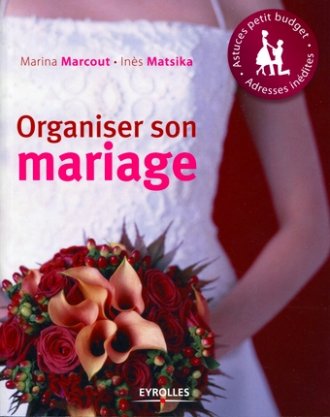 Marina Marcout • Inès Matsika
Astuces petit budget •
Adresses inédites •
Organiser son
mariage
EYROLLES